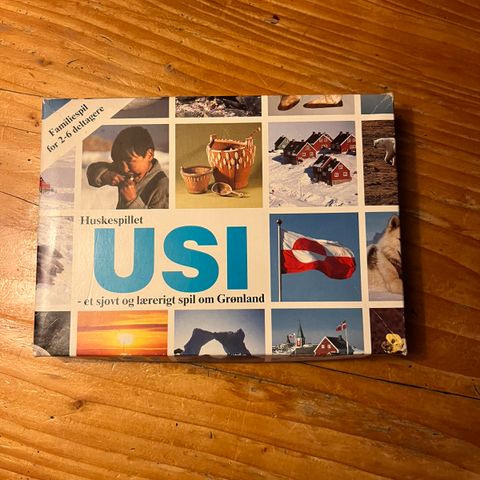 Familiespil
for 2-6 deltagere
Huskespillet
USI
- et sjovt og lærerigt spil om Grønland